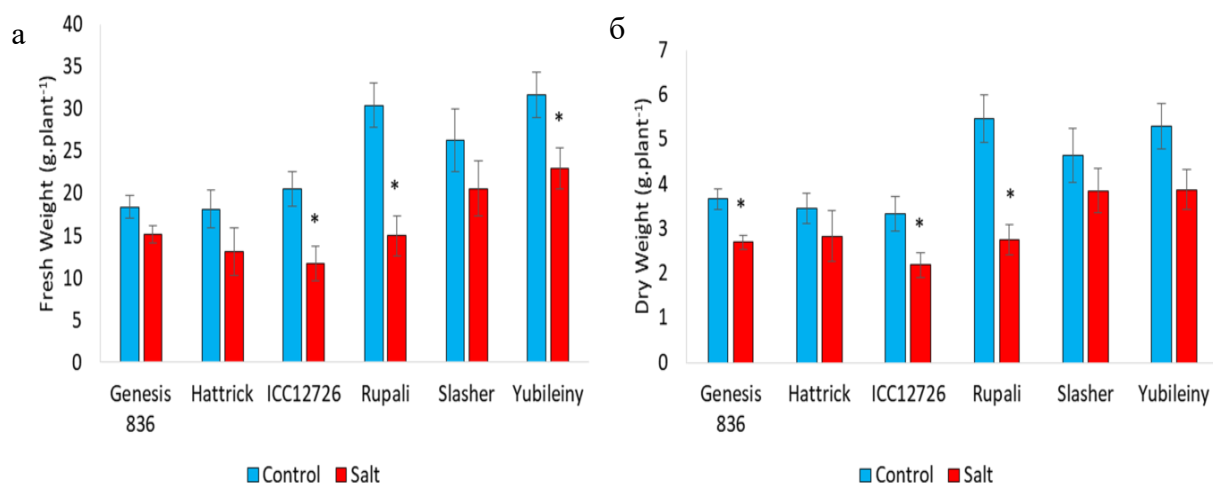 а
Fresh Weight (g.plant⁻¹)
40
35
30
25
20
15
10
5
0
*
*
*
Genesis 836
Hattrick
ICC12726
Rupali
Slasher
Yubileiny
Control
Salt
б
Dry Weight (g.plant⁻¹)
7
6
5
4
3
2
1
0
*
*
*
Genesis 836
Hattrick
ICC12726
Rupali
Slasher
Yubileiny
Control
Salt